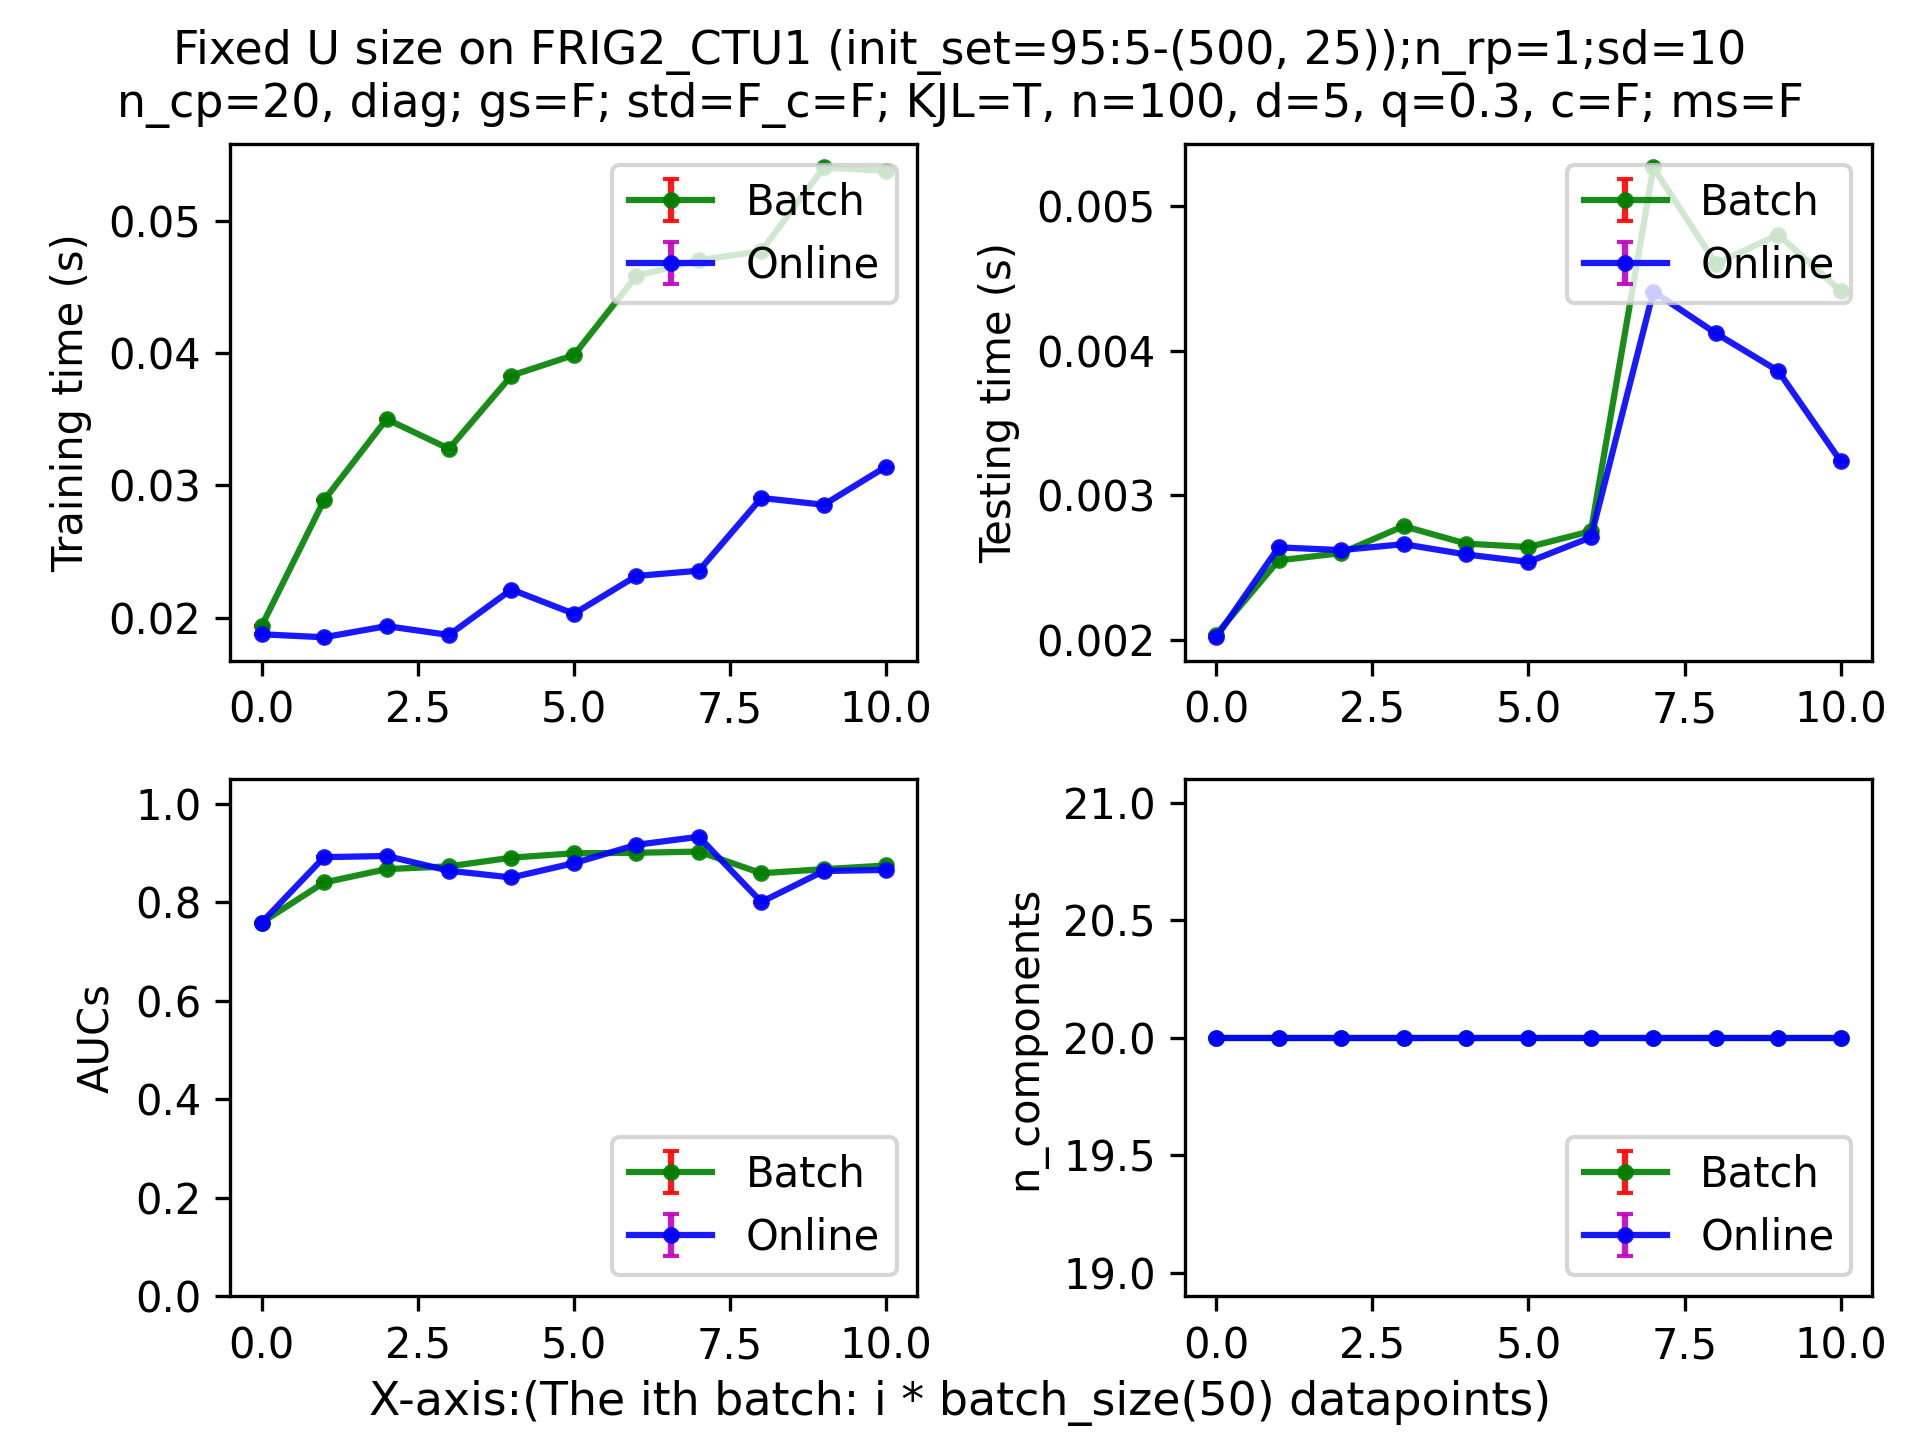 Fixed U size on FRIG2_CTU1 (init_set=95:5-(500, 25));n_rp=1;sd=10
n_cp=20, diag; gs=F; std=F_c=F; KJL=T, n=100, d=5, q=0.3, c=F; ms=F
Training time (s)
0.05
0.04
0.03
0.02
0.0 2.5 5.0 7.5 10.0
Batch
Online
Testing time (s)
0.005
0.004
0.003
0.002
0.0 2.5 5.0 7.5 10.0
Batch
Online
AUCs
1.0
0.8
0.6
0.4
0.2
0.0
0.0 2.5 5.0 7.5 10.0
Batch
Online
n_components
21.0
20.5
20.0
19.5
19.0
0.0 2.5 5.0 7.5 10.0
Batch
Online
X-axis:(The ith batch: i * batch_size(50) datapoints)